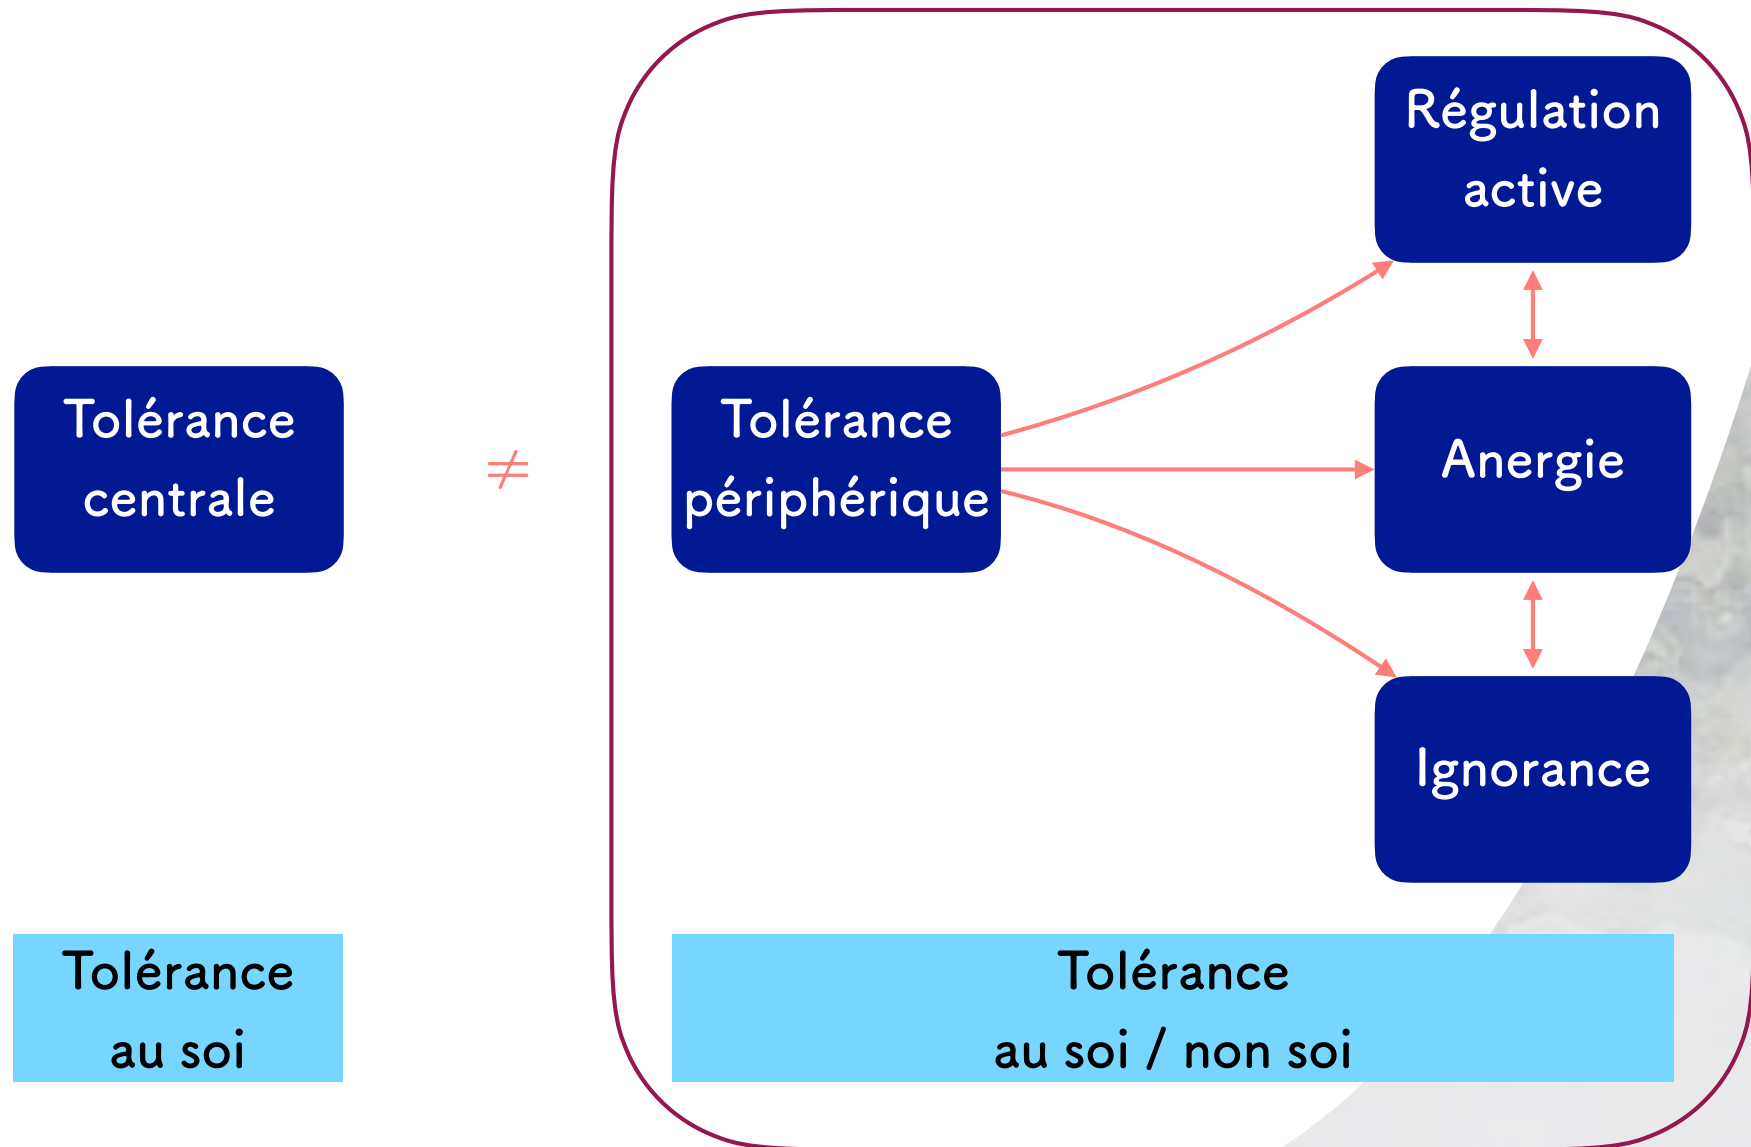 Tolérance
centrale
≠
Tolérance
périphérique
Régulation
active
Anergie
Ignorance
Tolérance
au soi
Tolérance
au soi / non soi